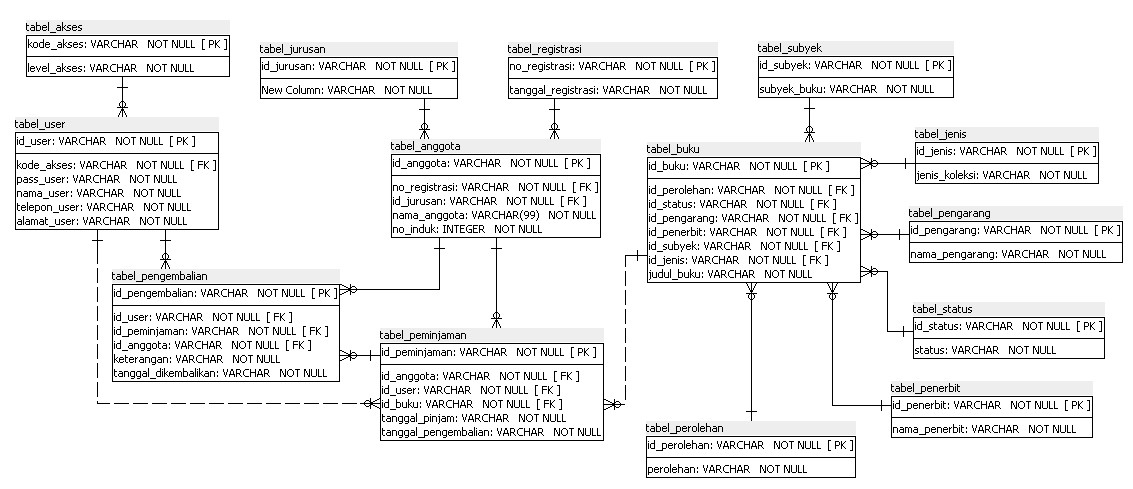 tabel_akses
kode_akses: VARCHAR NOT NULL [ PK ]
level_akses: VARCHAR NOT NULL
tabel_jurusan
id_jurusan: VARCHAR NOT NULL [ PK ]
New Column: VARCHAR NOT NULL
tabel_registrasi
no_registrasi: VARCHAR NOT NULL [ PK ]
tanggal_registrasi: VARCHAR NOT NULL
tabel_subyek
id_subyek: VARCHAR NOT NULL [ PK ]
subyek_buku: VARCHAR NOT NULL
tabel_user
id_user: VARCHAR NOT NULL [ PK ]
kode_akses: VARCHAR NOT NULL [ FK ]
pass_user: VARCHAR NOT NULL
nama_user: VARCHAR NOT NULL
telepon_user: VARCHAR NOT NULL
alamat_user: VARCHAR NOT NULL
tabel_anggota
id_anggota: VARCHAR NOT NULL [ PK ]
no_registrasi: VARCHAR NOT NULL [ FK ]
id_jurusan: VARCHAR NOT NULL [ FK ]
nama_anggota: VARCHAR(99) NOT NULL
no_induk: INTEGER NOT NULL
tabel_buku
id_buku: VARCHAR NOT NULL [ PK ]
id_perolehan: VARCHAR NOT NULL [ FK ]
id_status: VARCHAR NOT NULL [ FK ]
id_pengarang: VARCHAR NOT NULL [ FK ]
id_penerbit: VARCHAR NOT NULL [ FK ]
id_subyek: VARCHAR NOT NULL [ FK ]
id_jenis: VARCHAR NOT NULL [ FK ]
judul_buku: VARCHAR NOT NULL
tabel_jenis
id_jenis: VARCHAR NOT NULL [ PK ]
jenis_koleksi: VARCHAR NOT NULL
tabel_pengarang
id_pengarang: VARCHAR NOT NULL [ PK ]
nama_pengarang: VARCHAR NOT NULL
tabel_pengembalian
id_pengembalian: VARCHAR NOT NULL [ PK ]
id_user: VARCHAR NOT NULL [ FK ]
id_peminjaman: VARCHAR NOT NULL [ FK ]
id_anggota: VARCHAR NOT NULL [ FK ]
keterangan: VARCHAR NOT NULL
tanggal_dikembalikan: VARCHAR NOT NULL
tabel_peminjaman
id_peminjaman: VARCHAR NOT NULL [ PK ]
id_anggota: VARCHAR NOT NULL [ FK ]
id_user: VARCHAR NOT NULL [ FK ]
id_buku: VARCHAR NOT NULL [ FK ]
tanggal_pinjam: VARCHAR NOT NULL
tanggal_pengembalian: VARCHAR NOT NULL
tabel_status
id_status: VARCHAR NOT NULL [ PK ]
status: VARCHAR NOT NULL
tabel_penerbit
id_penerbit: VARCHAR NOT NULL [ PK ]
nama_penerbit: VARCHAR NOT NULL
tabel_perolehan
id_perolehan: VARCHAR NOT NULL [ PK ]
perolehan: VARCHAR NOT NULL